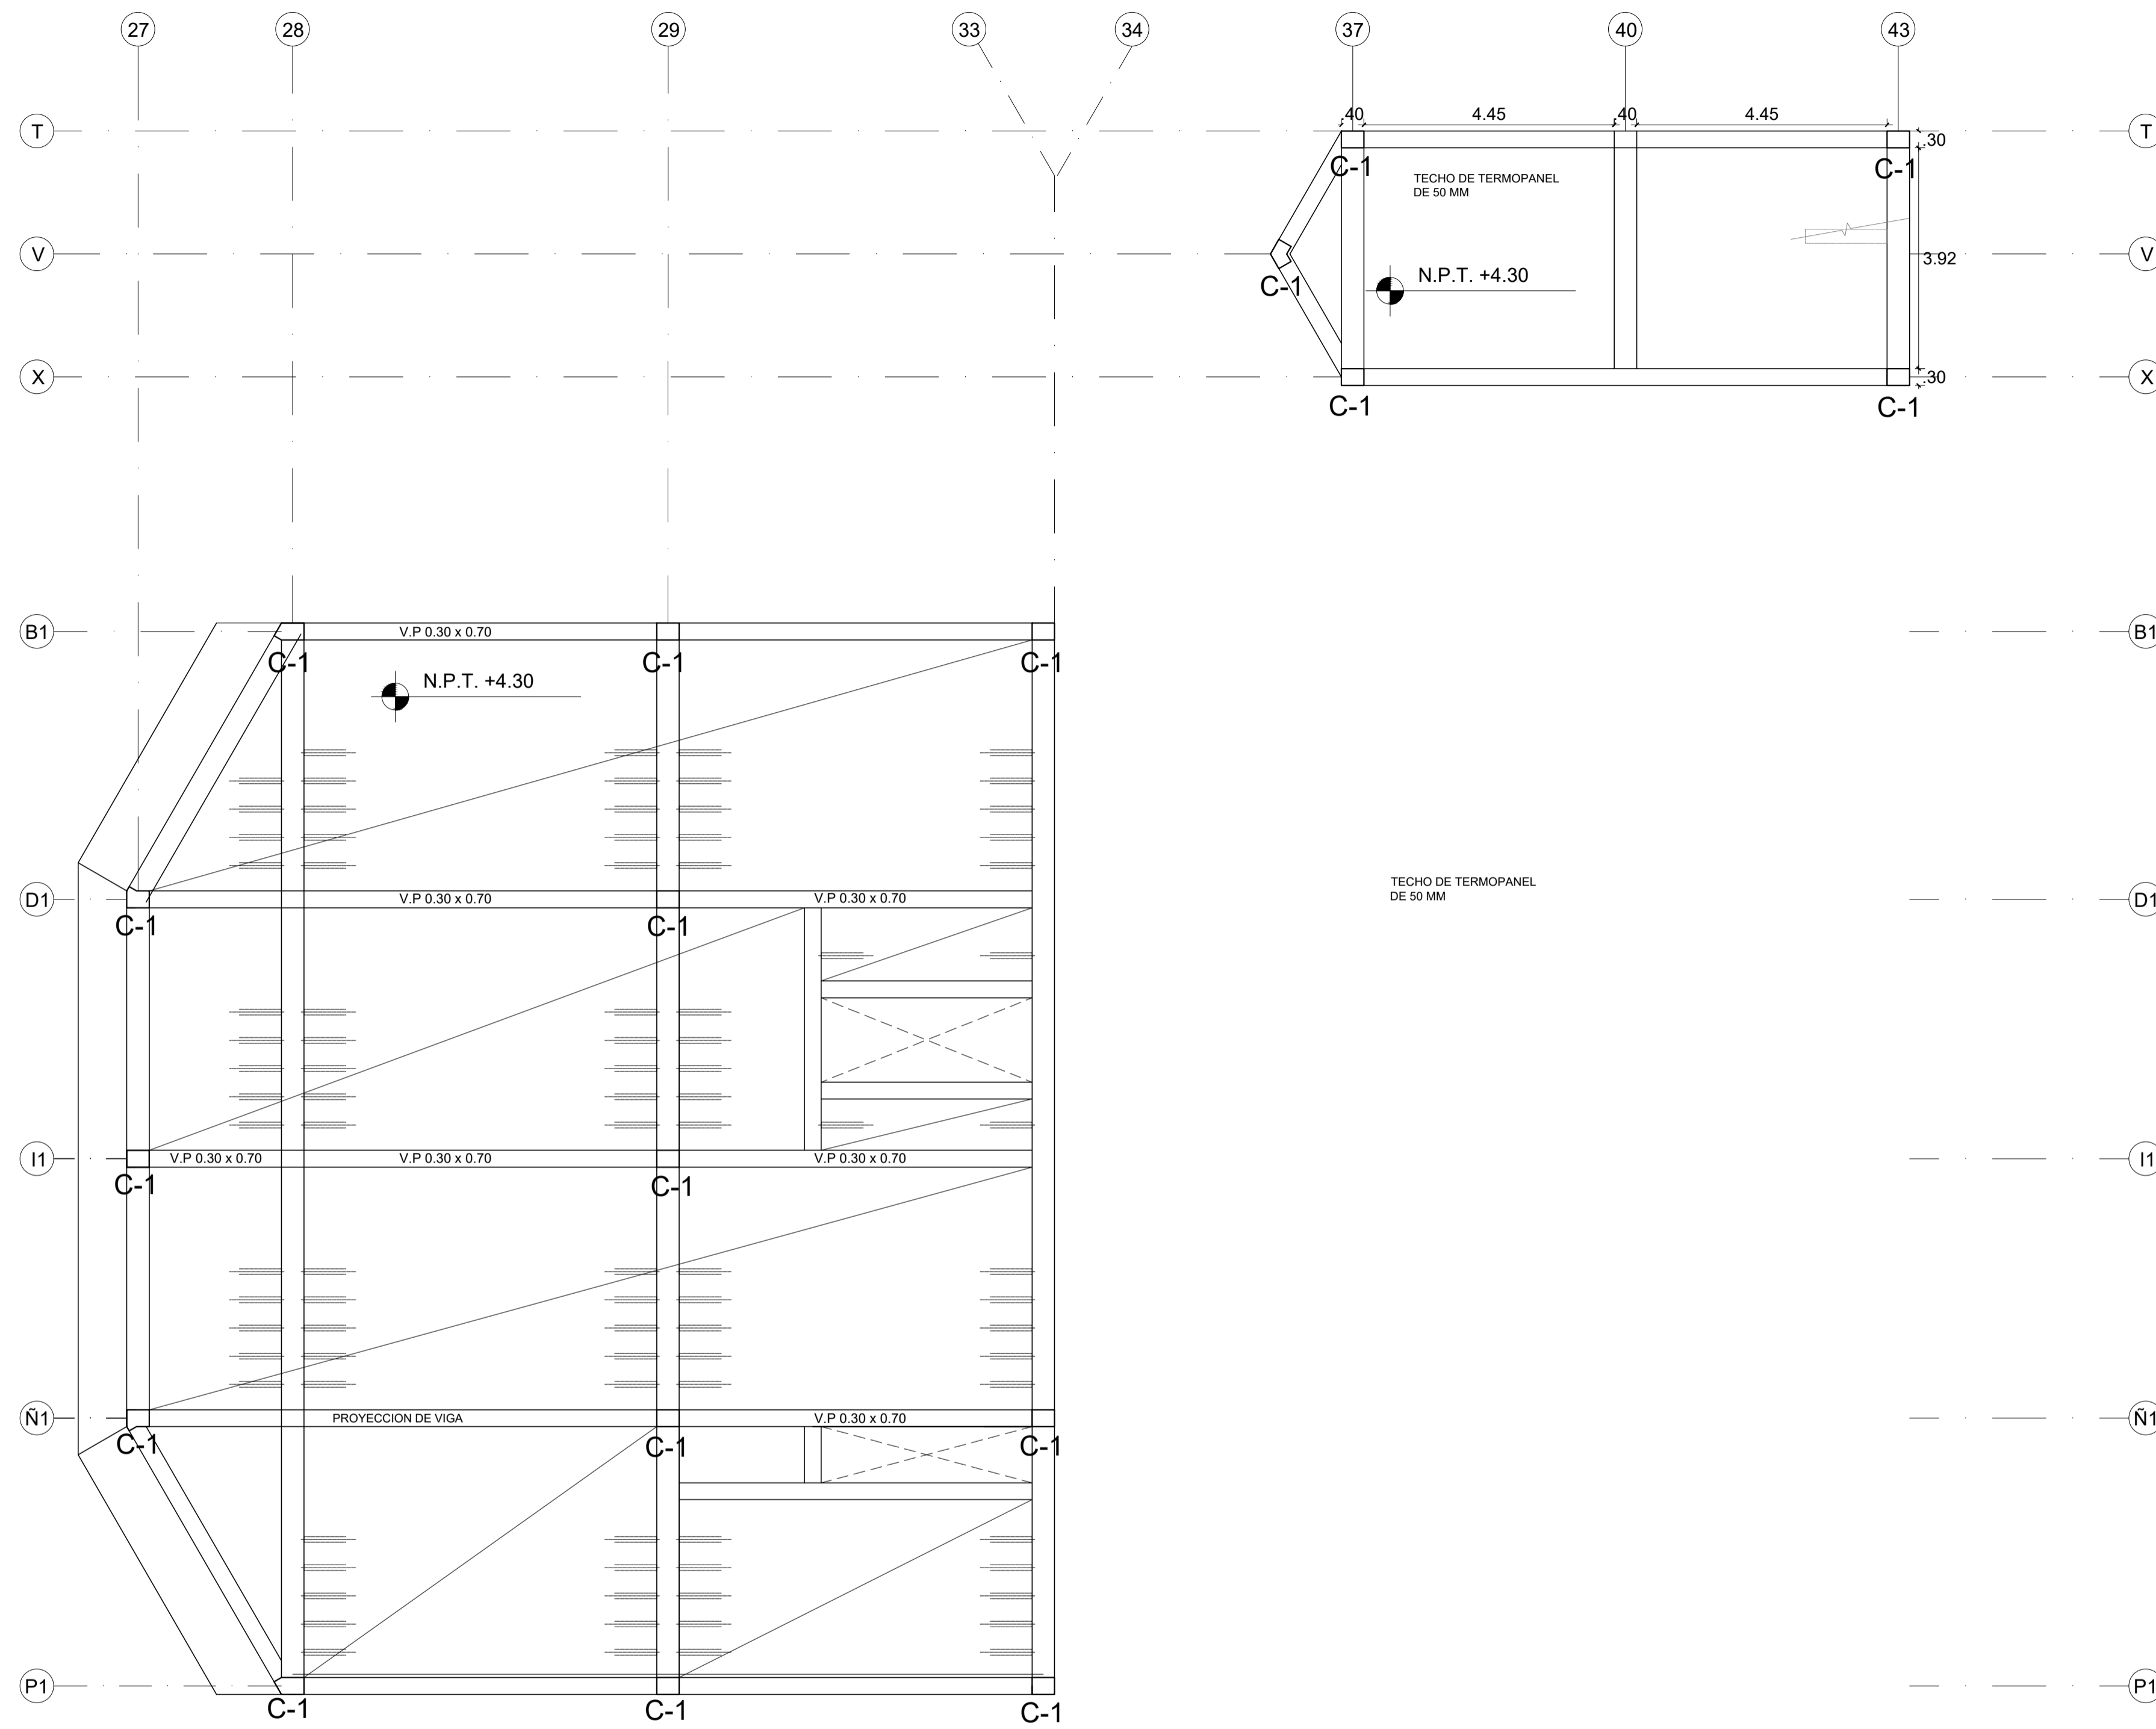 27
28
29
33
34
37
40
43
T
.40
4.45
.40
4.45
T
.30
C-1
C-1
TECHO DE TERMOPANEL
DE 50 MM
V
V
3.92
N.P.T. +4.30
C-1
X
X
.30
C-1
C-1
B1
V.P 0.30 x 0.70
B1
C-1
C-1
C-1
N.P.T. +4.30
TECHO DE TERMOPANEL
DE 50 MM
D1
V.P 0.30 x 0.70
V.P 0.30 x 0.70
D1
C-1
C-1
I1
V.P 0.30 x 0.70
V.P 0.30 x 0.70
V.P 0.30 x 0.70
I1
C-1
C-1
Ñ1
PROYECCION DE VIGA
V.P 0.30 x 0.70
Ñ1
C-1
C-1
C-1
P1
P1
C-1
C-1
C-1